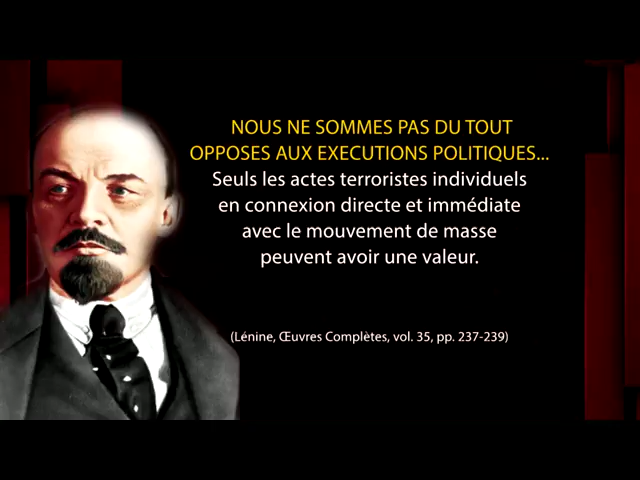 NOUS NE SOMMES PAS DU TOUT
OPPOSES AUX EXECUTIONS POLITIQUES...
Seuls les actes terroristes individuels
en connexion directe et immédiate
avec le mouvement de masse
peuvent avoir une valeur.
(Lénine, Œuvres Complètes, vol. 35, pp. 237-239)